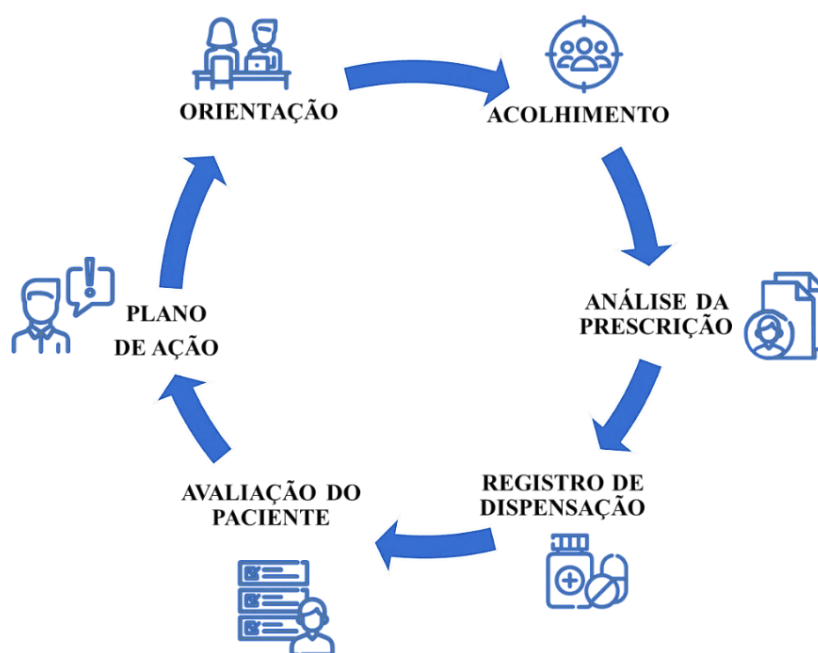 ORIENTAÇÃO
ACOLHIMENTO
ANÁLISE DA
PRESCRIÇÃO
REGISTRO DE
DISPENSAÇÃO
AVALIAÇÃO DO
PACIENTE
PLANO
DE AÇÃO